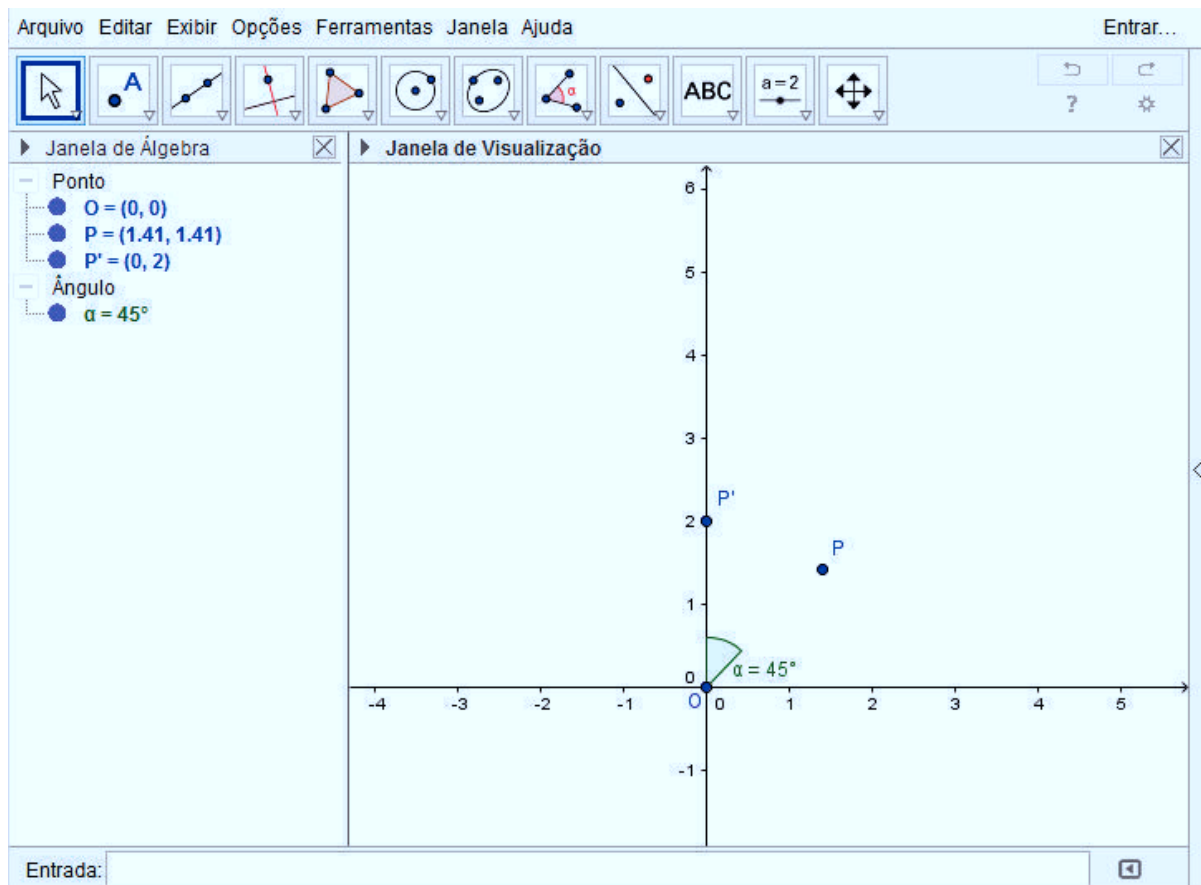 Arquivo Editar Exibir Opções Ferramentas Janela Ajuda Entrar...
A α ABC a=2 ?
Janela de Álgebra
Janela de Visualização
Ponto
O = (0, 0)
P = (1.41, 1.41)
P' = (0, 2)
Ângulo
α = 45°
6
5
4
3
P'
2
P
1
0
α = 45°
-4 -3 -2 -1 O 0 1 2 3 4 5
-1
Entrada: